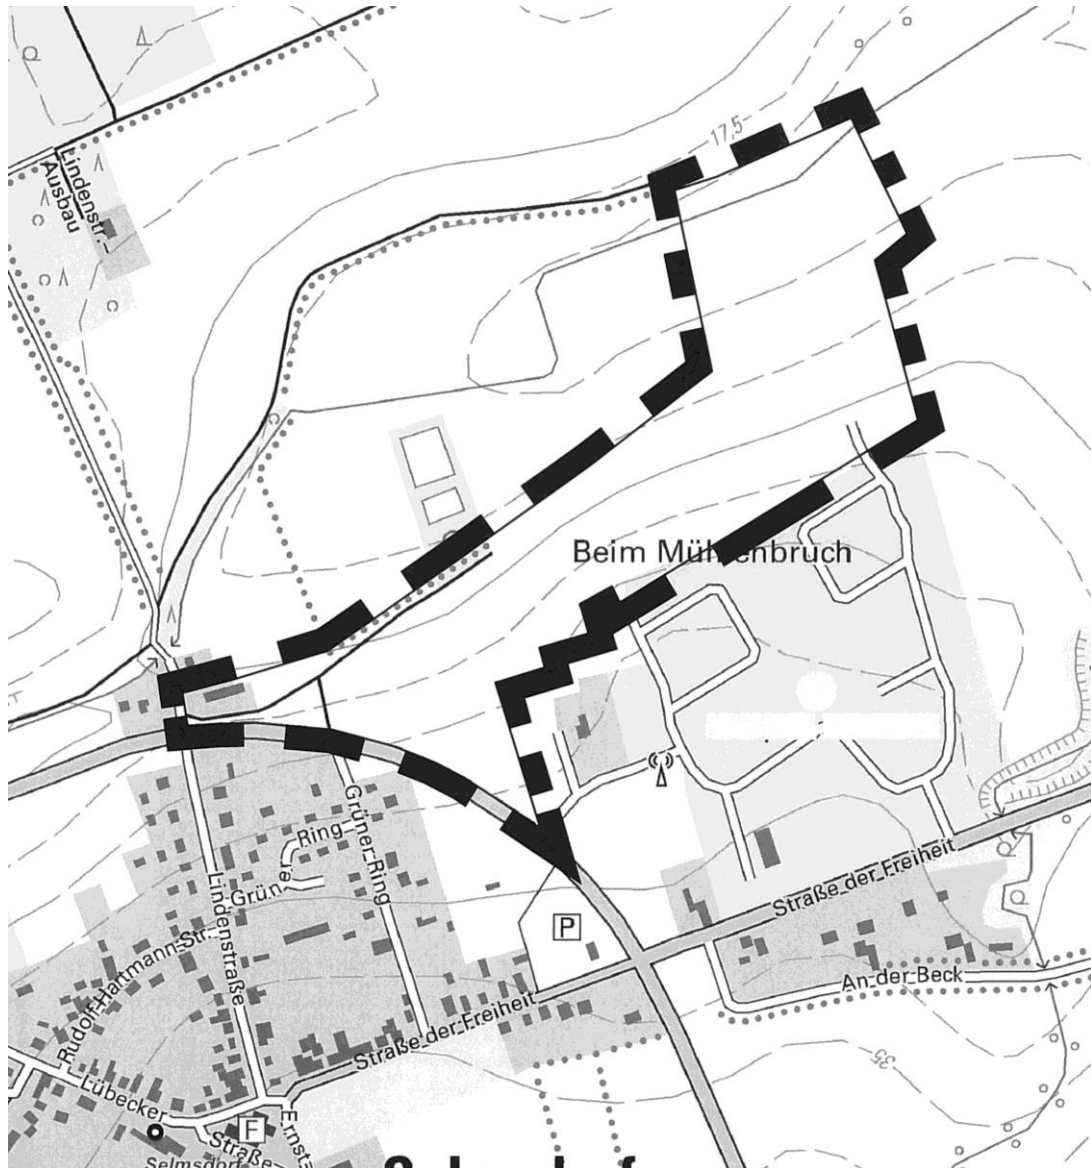 17,5
Lindenstr.-
Ausbau
Beim Mühlenbruch
Grüner Ring
Ring
Grüner
Lindenstraße
Rudolf-Hartmann-Str.
P
Straße der Freiheit
An der Beck
Straße der Freiheit
35
Lübecker
Straße
F
Selmsdorf